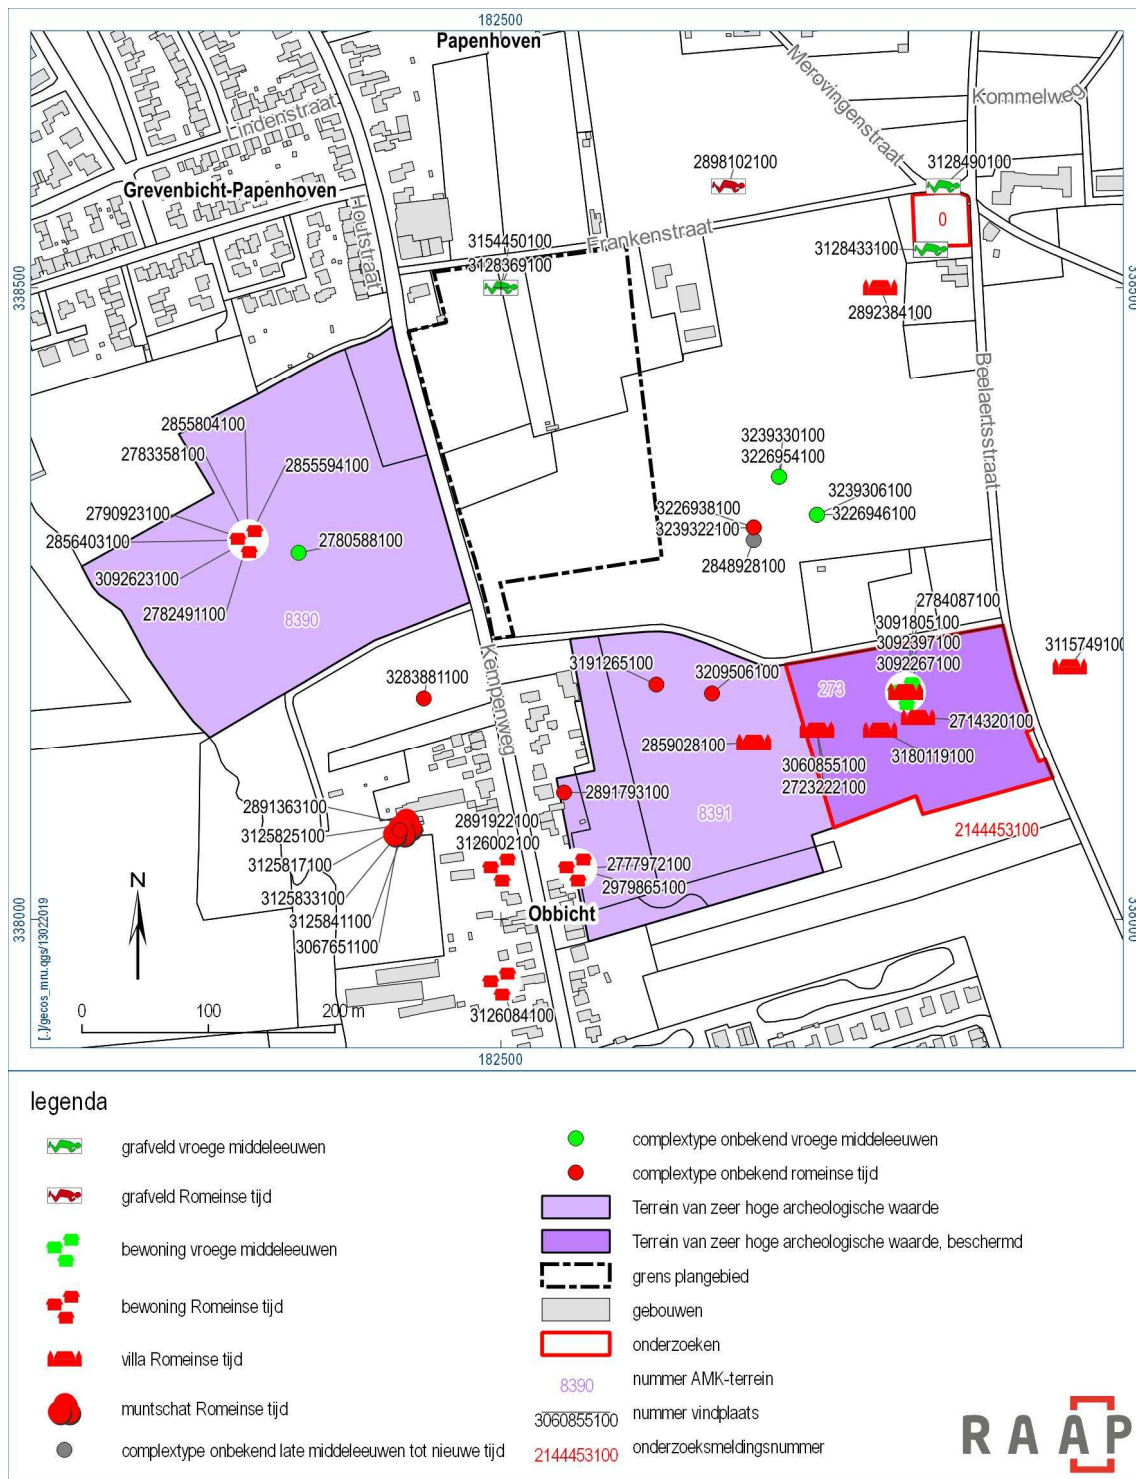 182500
Papenhoven
Merovingenstraat
Kommelweg
Lindenstraat
2898102100
3128490100
Grevenbicht-Papenhoven
Houtstraat
0
3154450100
Frankenstraat
3128433100
3128369100
338500
338500
2892384100
Beelaertsstraat
2855804100
2783358100
2855594100
3239330100
3226954100
2790923100
3239306100
3226938100
3226946100
2856403100
2780588100
3239322100
3092623100
2848928100
2782491100
8390
2784087100
3091805100
3092397100
3115749100
3092267100
Kempenweg
3191265100
3209506100
3283881100
273
2714320100
2859028100
3060855100
3180119100
2723222100
2891793100
2891363100
8391
2891922100
2144453100
3125825100
3126002100
3125817100
2777972100
2979865100
3125833100
N
3125841100
Obbicht
338000
338000
3067651100
[..]/gecos_mru.qgs/13022019
0
100
200 m
3126084100
182500
legenda
grafveld vroege middeleeuwen
grafveld Romeinse tijd
bewoning vroege middeleeuwen
bewoning Romeinse tijd
villa Romeinse tijd
muntschat Romeinse tijd
complextype onbekend late middeleeuwen tot nieuwe tijd
complextype onbekend vroege middeleeuwen
complextype onbekend romeinse tijd
Terrein van zeer hoge archeologische waarde
Terrein van zeer hoge archeologische waarde, beschermd
grens plangebied
gebouwen
onderzoeken
8390 nummer AMK-terrein
3060855100 nummer vindplaats
2144453100 onderzoeksmeldingsnummer
RAAP